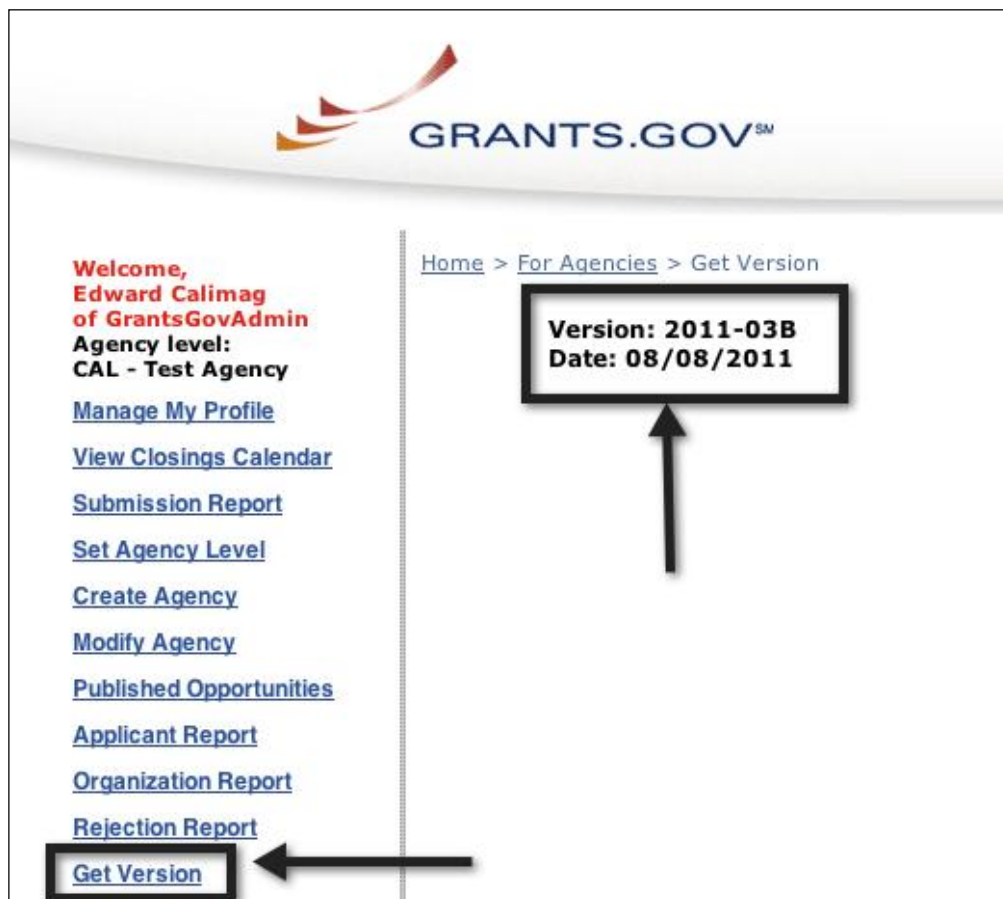 GRANTS.GOV℠
Welcome,
Edward Calimag
of GrantsGovAdmin
Agency level:
CAL - Test Agency
Manage My Profile
View Closings Calendar
Submission Report
Set Agency Level
Create Agency
Modify Agency
Published Opportunities
Applicant Report
Organization Report
Rejection Report
Get Version
Home > For Agencies > Get Version
Version: 2011-03B
Date: 08/08/2011